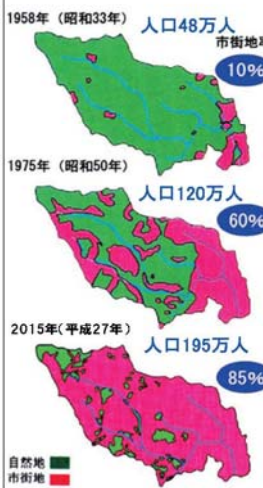 1958年（昭和33年）
人口48万人
市街地率
10%
1975年（昭和50年）
人口120万人
60%
2015年(平成27年)
人口195万人
85%
自然地
市街地